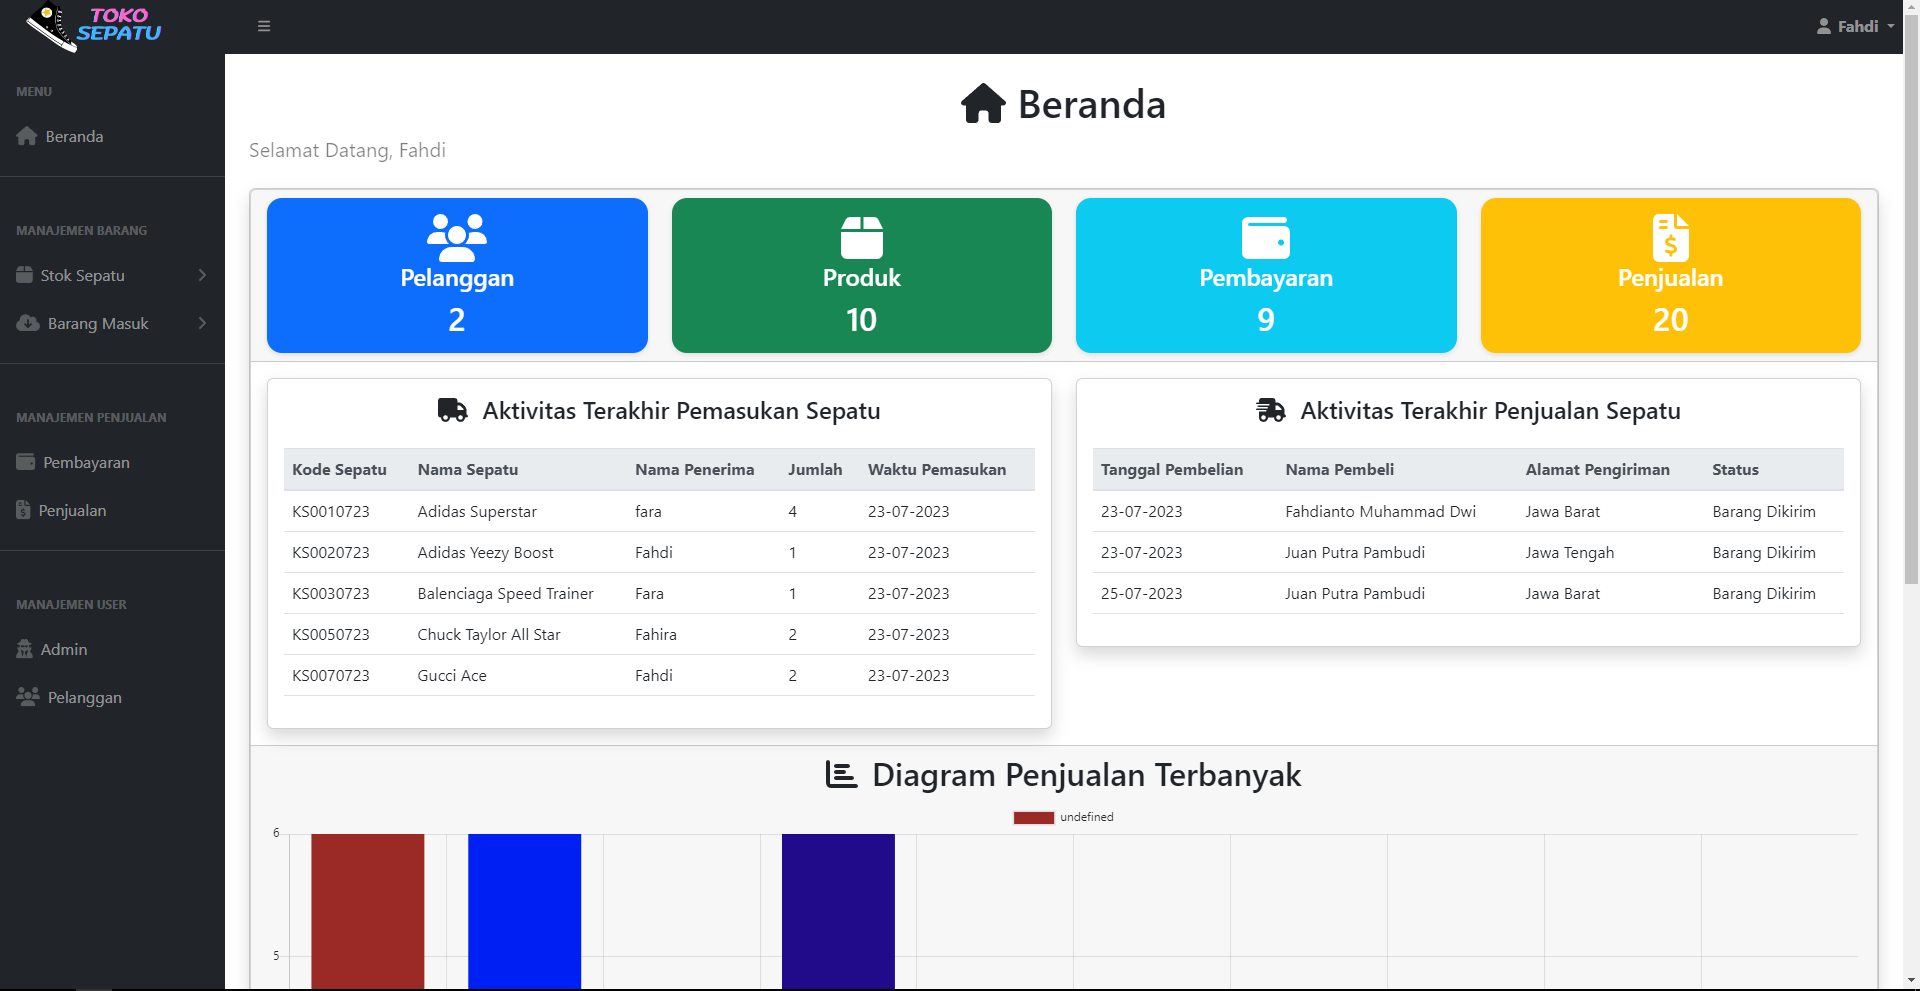 TOKO
SEPATU
Fahdi
MENU
Beranda
MANAJEMEN BARANG
Stok Sepatu
Barang Masuk
MANAJEMEN PENJUALAN
Pembayaran
Penjualan
MANAJEMEN USER
Admin
Pelanggan
Beranda
Selamat Datang, Fahdi
Pelanggan
2
Produk
10
Pembayaran
9
Penjualan
20
Aktivitas Terakhir Pemasukan Sepatu
Kode Sepatu Nama Sepatu Nama Penerima Jumlah Waktu Pemasukan
KS0010723 Adidas Superstar fara 4 23-07-2023
KS0020723 Adidas Yeezy Boost Fahdi 1 23-07-2023
KS0030723 Balenciaga Speed Trainer Fara 1 23-07-2023
KS0050723 Chuck Taylor All Star Fahira 2 23-07-2023
KS0070723 Gucci Ace Fahdi 2 23-07-2023
Aktivitas Terakhir Penjualan Sepatu
Tanggal Pembelian Nama Pembeli Alamat Pengiriman Status
23-07-2023 Fahdianto Muhammad Dwi Jawa Barat Barang Dikirim
23-07-2023 Juan Putra Pambudi Jawa Tengah Barang Dikirim
25-07-2023 Juan Putra Pambudi Jawa Barat Barang Dikirim
Diagram Penjualan Terbanyak
undefined
6
5